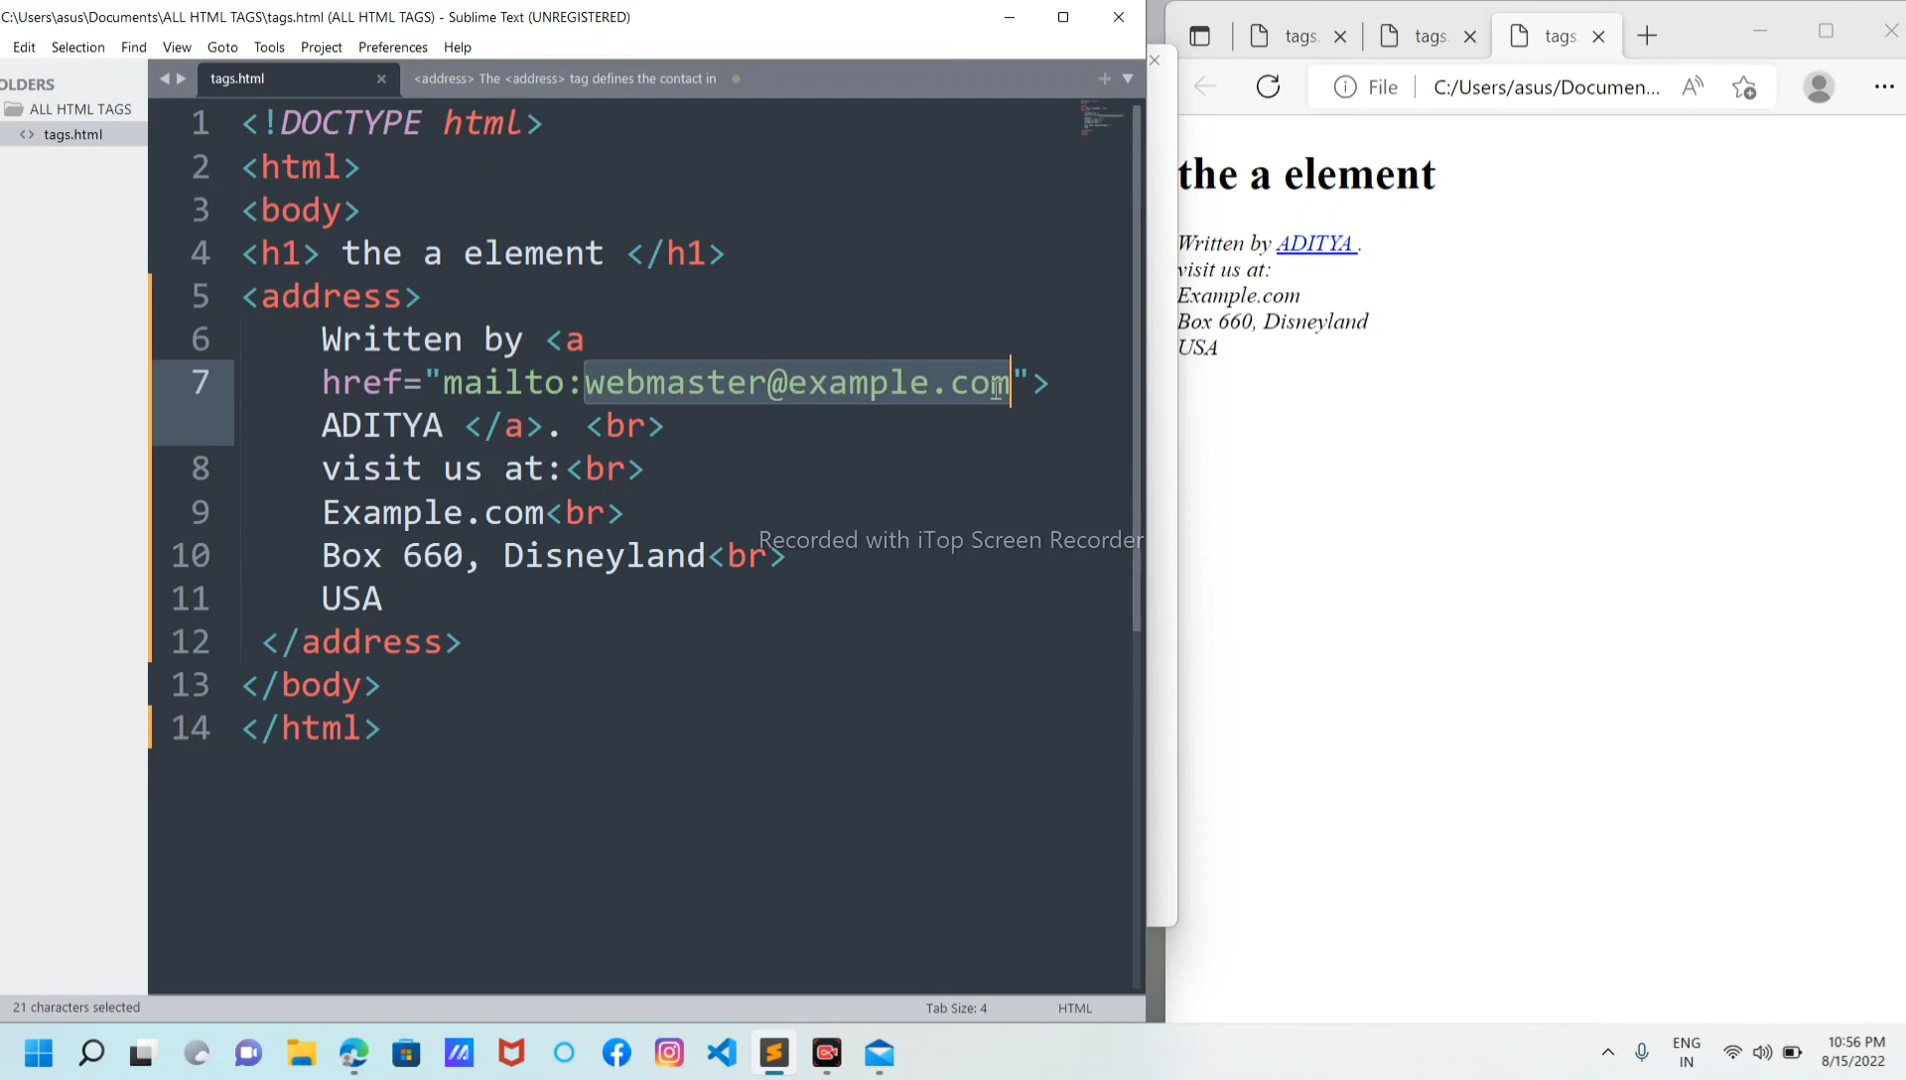 C:\Users\asus\Documents\ALL HTML TAGS\tags.html (ALL HTML TAGS) - Sublime Text (UNREGISTERED)
Edit Selection Find View Goto Tools Project Preferences Help
OLDERS
ALL HTML TAGS
<> tags.html
tags.html
<address> The <address> tag defines the contact in
1 <!DOCTYPE html>
2 <html>
3 <body>
4 <h1> the a element </h1>
5 <address>
6 Written by <a
7 href="mailto:webmaster@example.com">
ADITYA </a>. <br>
8 visit us at:<br>
9 Example.com<br>
10 Box 660, Disneyland<br>
11 USA
12 </address>
13 </body>
14 </html>
Recorded with iTop Screen Recorder
21 characters selected
Tab Size: 4
HTML
tags. tags. tags.
File C:/Users/asus/Documen...
the a element
Written by ADITYA .
visit us at:
Example.com
Box 660, Disneyland
USA
ENG
IN
10:56 PM
8/15/2022